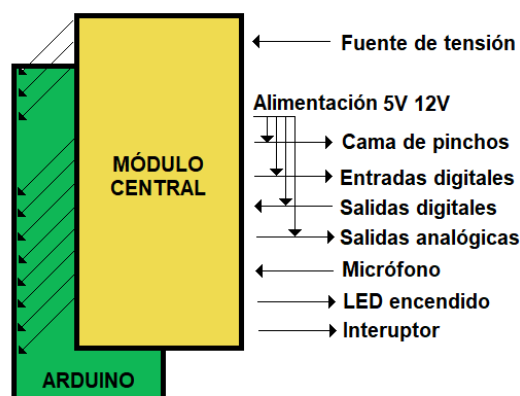 Fuente de tensión
Alimentación 5V 12V
Cama de pinchos
MÓDULO
CENTRAL
Entradas digitales
Salidas digitales
Salidas analógicas
Micrófono
LED encendido
Interuptor
ARDUINO